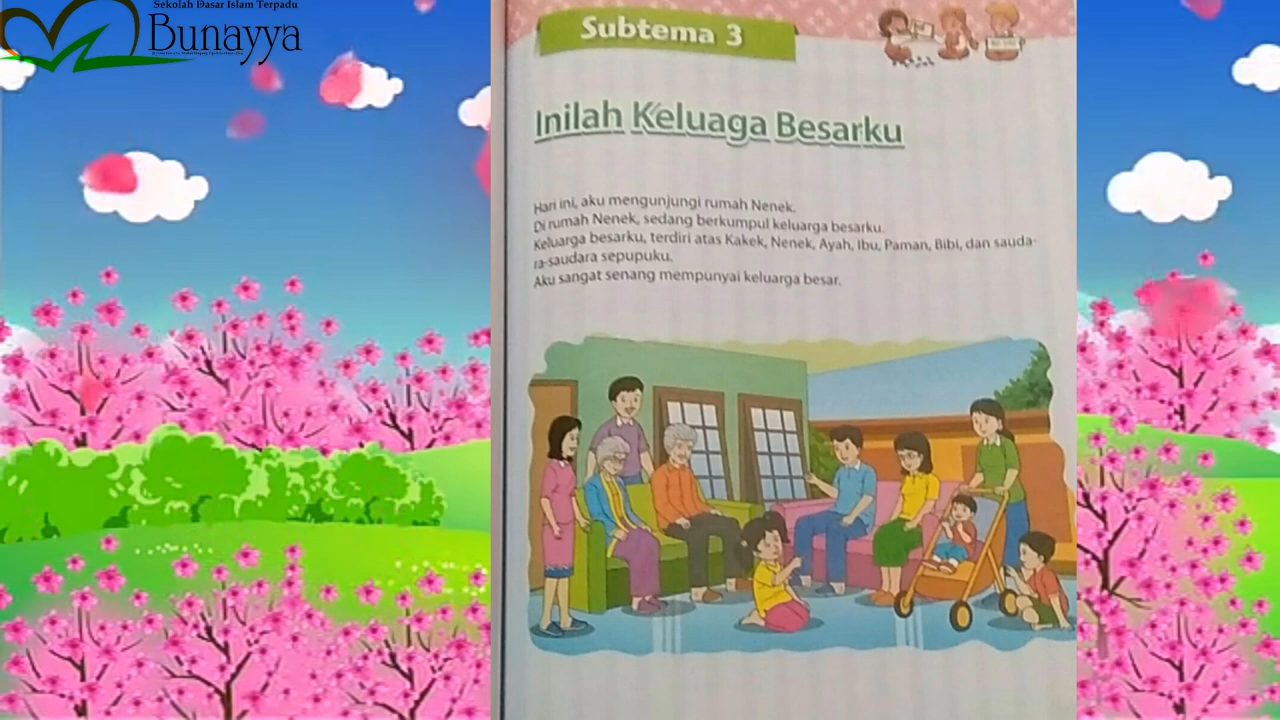 Sekolah Dasar Islam Terpadu
Bunayya
Subtema 3
Inilah Keluaga Besarku
Hari ini, aku mengunjungi rumah Nenek.
Di rumah Nenek, sedang berkumpul keluarga besarku.
Keluarga besarku, terdiri atas Kakek, Nenek, Ayah, Ibu, Paman, Bibi, dan sauda-
ra-saudara sepupuku.
Aku sangat senang mempunyai keluarga besar.